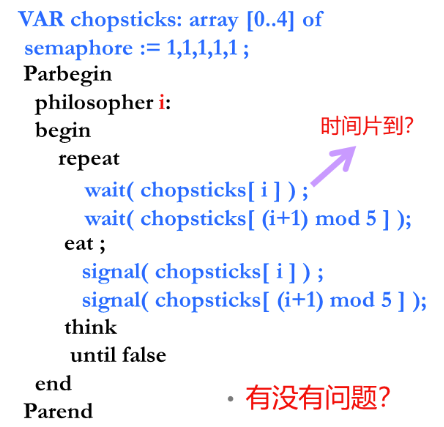 VAR chopsticks: array [0..4] of
semaphore := 1,1,1,1,1 ;
Parbegin
philosopher i:
begin
时间片到?
repeat
wait( chopsticks[ i ] ) ;
wait( chopsticks[ (i+1) mod 5 ] );
eat ;
signal( chopsticks[ i ] ) ;
signal( chopsticks[ (i+1) mod 5 ] );
think
until false
end
• 有没有问题?
Parend